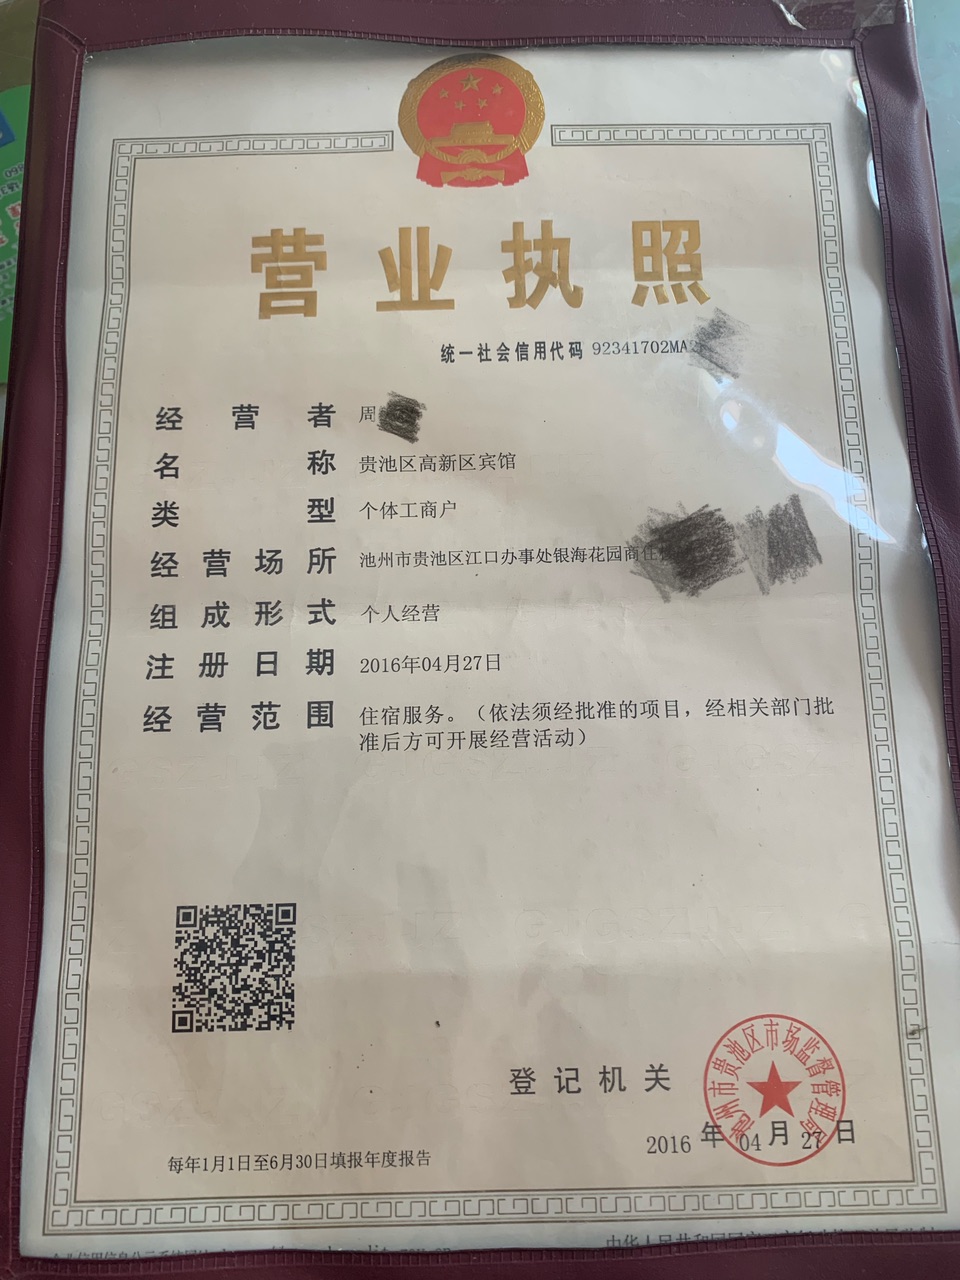 营业执照
统一社会信用代码 92341702MA
经营者 周
名称 贵池区高新区宾馆
类型 个体工商户
经营场所 池州市贵池区江口办事处银海花园商住
组成形式 个人经营
注册日期 2016年04月27日
经营范围 住宿服务。（依法须经批准的项目，经相关部门批
准后方可开展经营活动）
登记机关
池州市贵池区市场监督管理局
2016 年 04 月 27 日
每年1月1日至6月30日填报年度报告